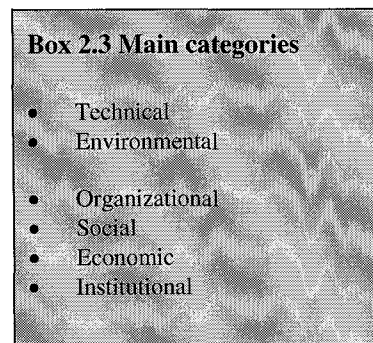 Box 2.3 Main categories
• Technical
• Environmental
• Organizational
• Social
• Economic
• Institutional